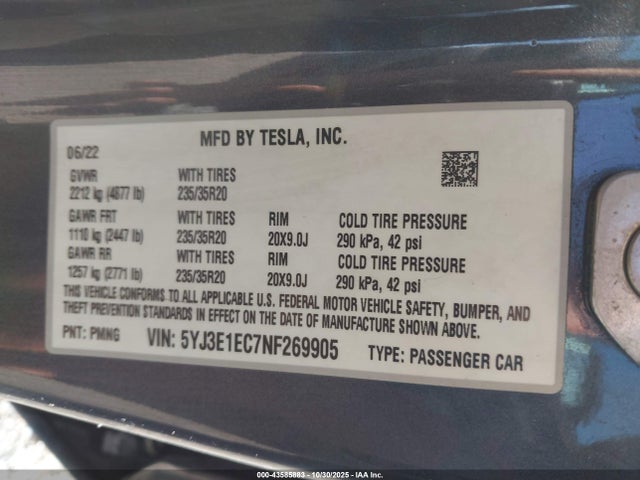 MFD BY TESLA, INC.
06/22
GVWR WITH TIRES
2212 kg (4877 lb) 235/35R20
GAWR FRT WITH TIRES RIM COLD TIRE PRESSURE
1110 kg (2447 lb) 235/35R20 20X9.0J 290 kPa, 42 psi
GAWR RR WITH TIRES RIM COLD TIRE PRESSURE
1257 kg (2771 lb) 235/35R20 20X9.0J 290 kPa, 42 psi
THIS VEHICLE CONFORMS TO ALL APPLICABLE U.S. FEDERAL MOTOR VEHICLE SAFETY, BUMPER, AND
THEFT PREVENTION STANDARDS IN EFFECT ON THE DATE OF MANUFACTURE SHOWN ABOVE.
PNT: PMNG VIN: 5YJ3E1EC7NF269905 TYPE: PASSENGER CAR
000-43585883 - 10/30/2025 - IAA Inc.